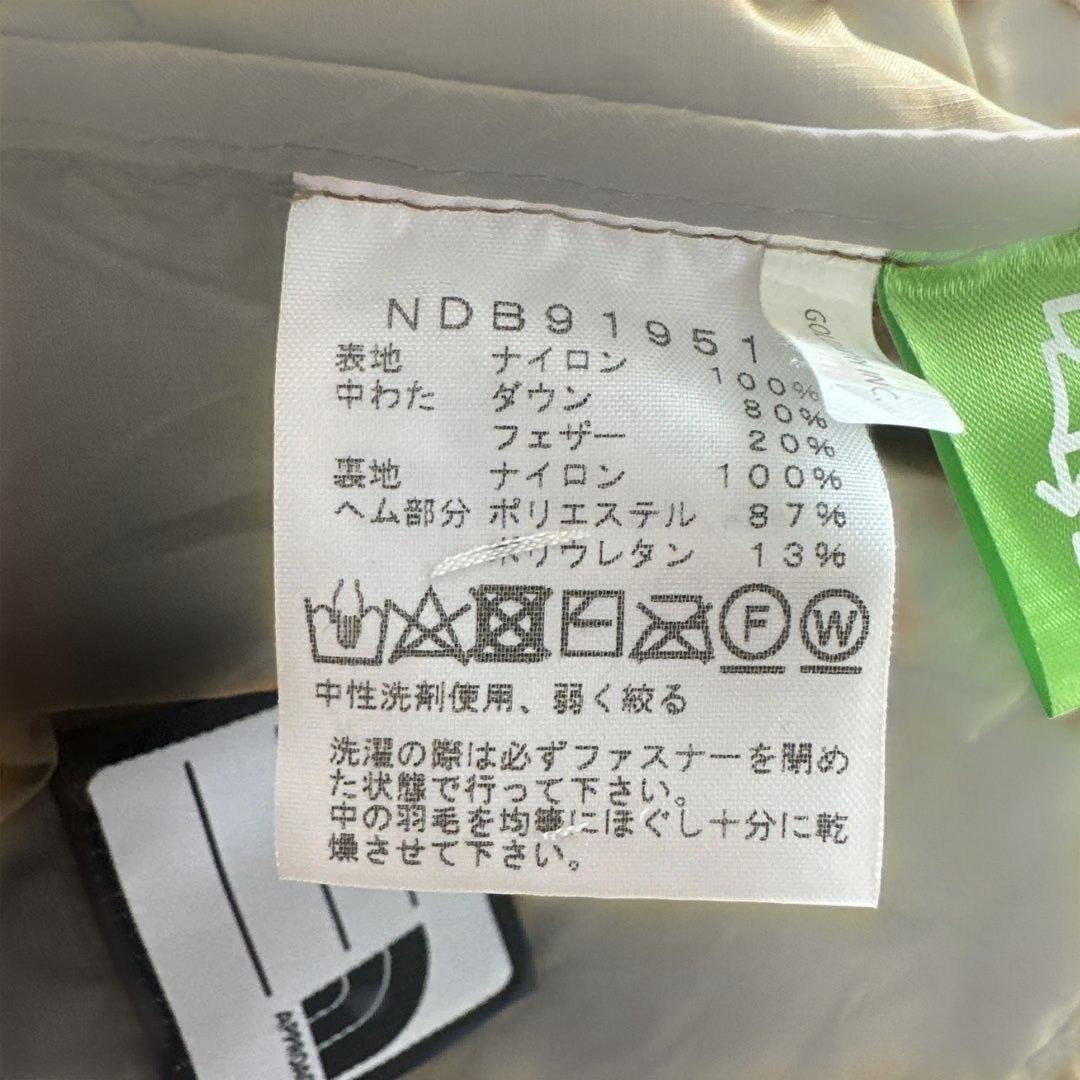 NDB91951
表地 ナイロン 100%
中わた ダウン 80%
フェザー 20%
裏地 ナイロン 100%
ヘム部分 ポリエステル 87%
ポリウレタン 13%
F W
中性洗剤使用、弱く絞る
洗濯の際は必ずファスナーを閉め
た状態で行って下さい。
中の羽毛を均等にほぐし十分に乾
燥させて下さい。